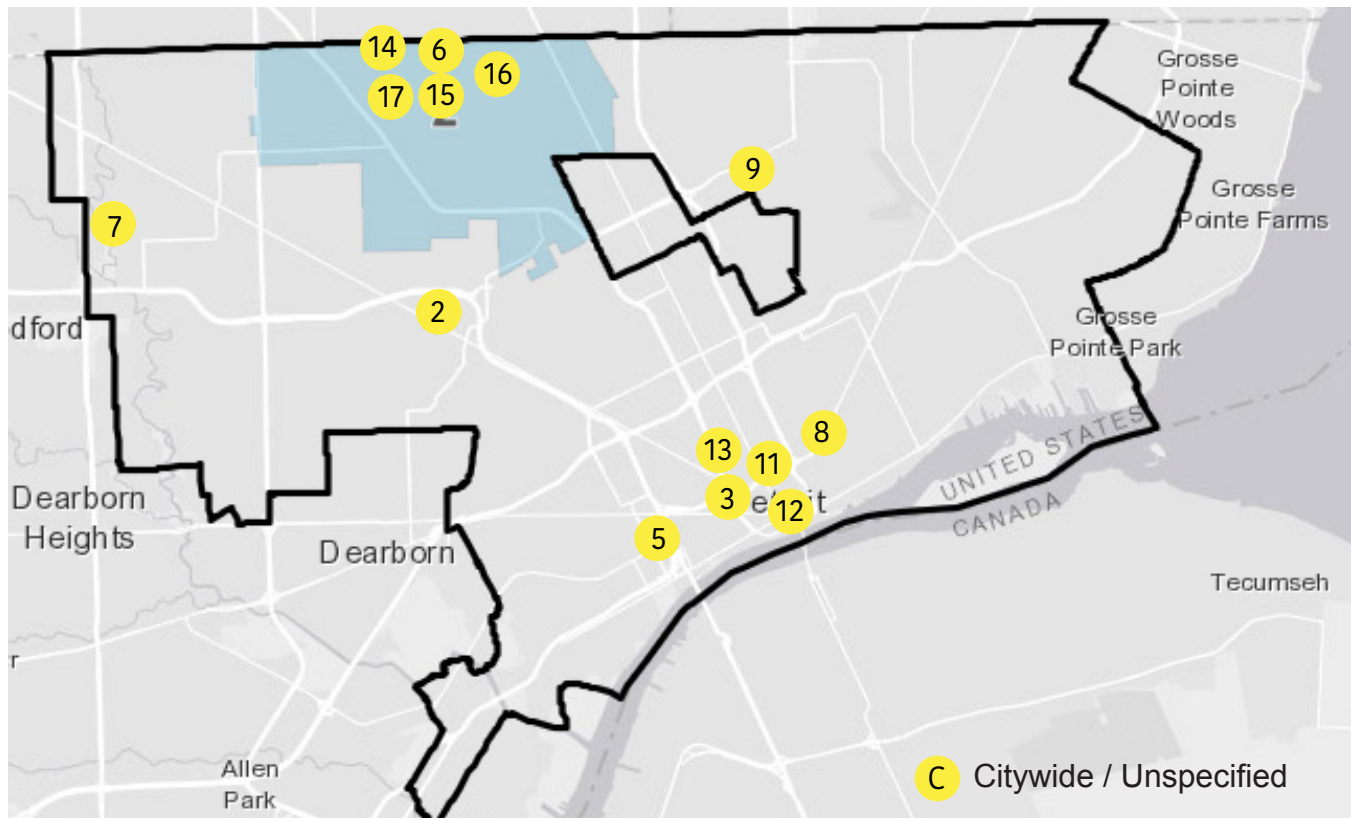 14
6
16
17
15
Grosse
Pointe
Woods
9
Grosse
Pointe Farms
7
2
dford
Grosse
Pointe Park
8
13
11
UNITED STATES
CANADA
3
etroit
12
5
Dearborn
Heights
Dearborn
Tecumseh
r
Allen
Park
C Citywide / Unspecified